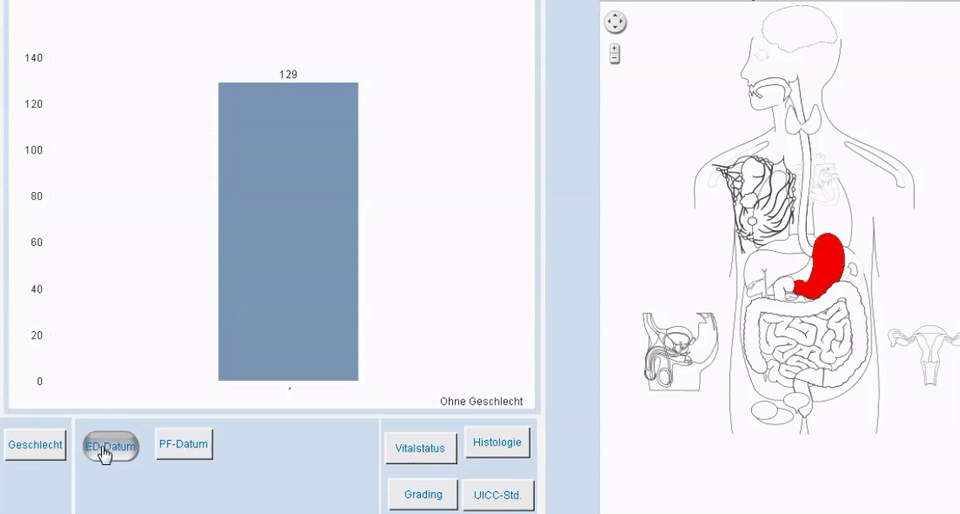 140
129
120
100
80
60
40
20
0
Ohne Geschlecht
Geschlecht
ED-Datum
PF-Datum
Vitalstatus
Histologie
Grading
UICC-Std.